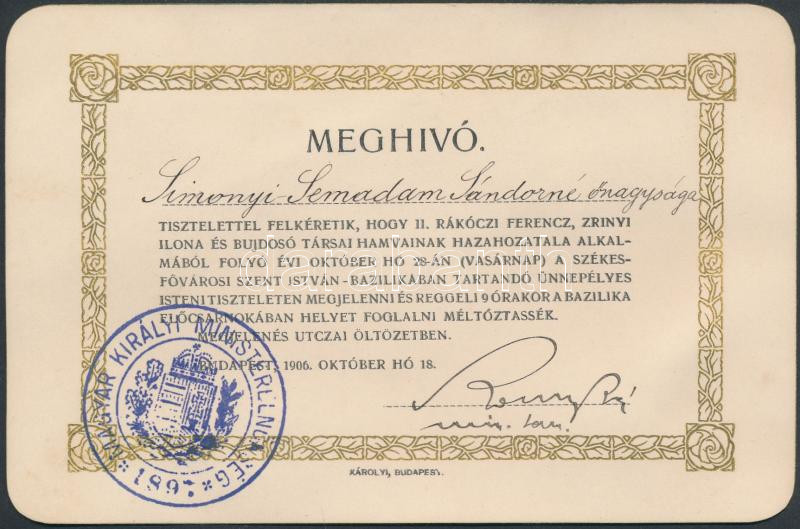 MEGHIVÓ.
Simonyi-Semadam Sándorné őnagysága
TISZTELETTEL FELKÉRETIK, HOGY II. RÁKÓCZI FERENCZ, ZRINYI
ILONA ÉS BUJDOSÓ TÁRSAI HAMVAINAK HAZAHOZATALA ALKAL-
MÁBÓL FOLYÓ ÉVI OKTÓBER HÓ 28-ÁN (VASÁRNAP) A SZÉKES-
FŐVÁROSI SZENT ISTVÁN-BAZILIKÁBAN TARTANDÓ ÜNNEPÉLYES
ISTENI TISZTELETEN MEGJELENNI ÉS REGGELI 9 ÓRAKOR A BAZILIKA
ELŐCSARNOKÁBAN HELYET FOGLALNI MÉLTÓZTASSÉK.
MEGJELENÉS UTCZAI ÖLTÖZETBEN.
BUDAPEST, 1906. OKTÓBER HÓ 18.
min. tan.
MAGYAR KIRÁLYI MINISTERELNÖKSÉG
*189*
KÁROLYI, BUDAPEST.
darabanth